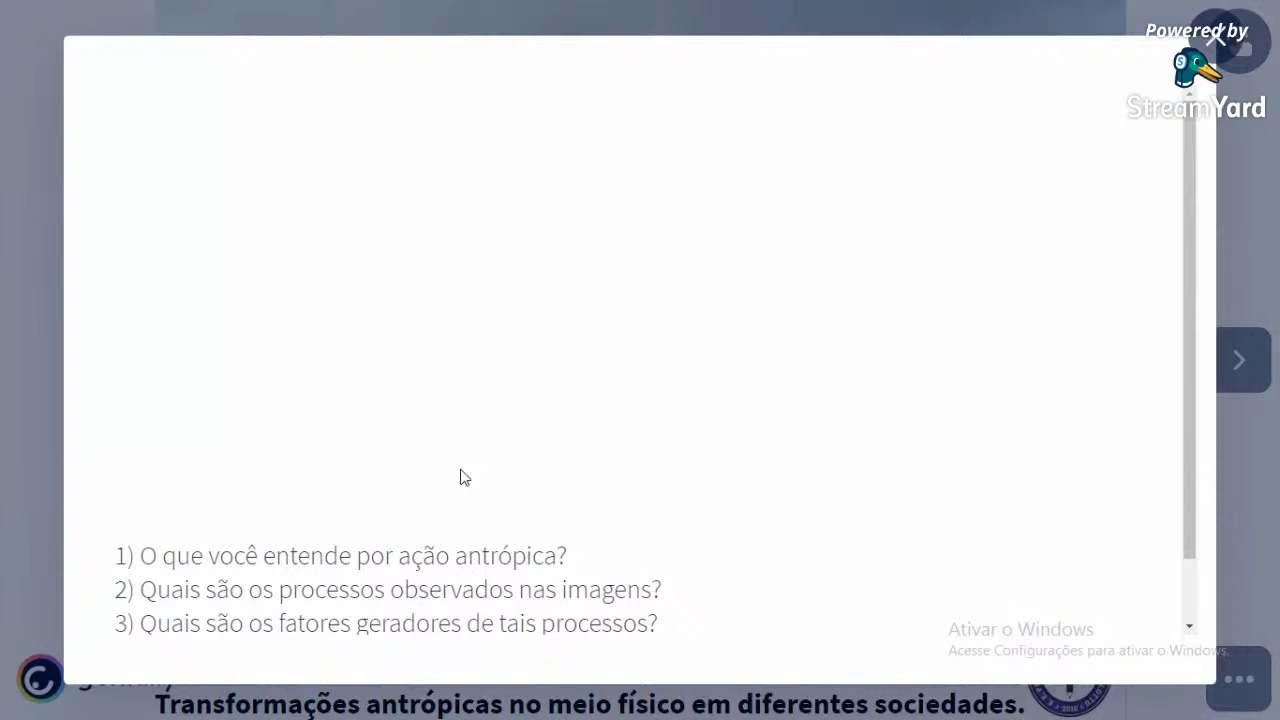 Powered by
StreamYard
1) O que você entende por ação antrópica?
2) Quais são os processos observados nas imagens?
3) Quais são os fatores geradores de tais processos?
Ativar o Windows
Acesse Configurações para ativar o Windows.
Transformações antrópicas no meio físico em diferentes sociedades.